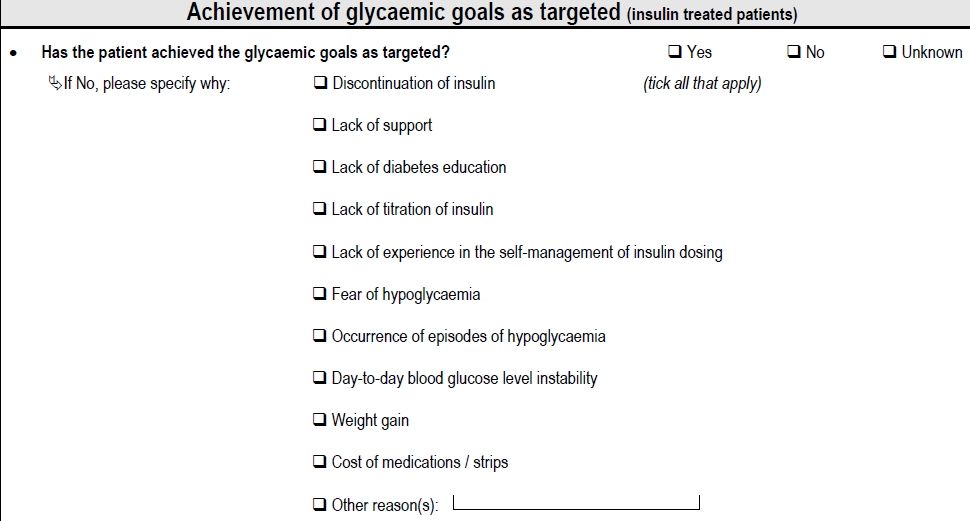 Achievement of glycaemic goals as targeted (insulin treated patients)
• Has the patient achieved the glycaemic goals as targeted? ❑ Yes ❑ No ❑ Unknown
If No, please specify why: ❑ Discontinuation of insulin (tick all that apply)
❑ Lack of support
❑ Lack of diabetes education
❑ Lack of titration of insulin
❑ Lack of experience in the self-management of insulin dosing
❑ Fear of hypoglycaemia
❑ Occurrence of episodes of hypoglycaemia
❑ Day-to-day blood glucose level instability
❑ Weight gain
❑ Cost of medications / strips
❑ Other reason(s):